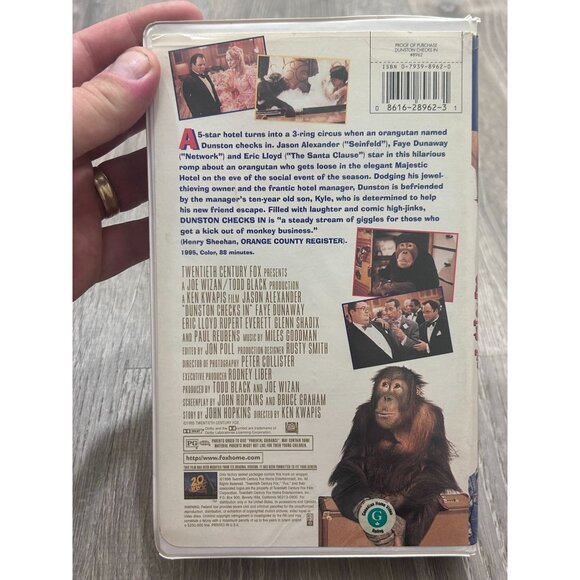 PROOF OF PURCHASE
DUNSTON CHECKS IN
#8962
ISBN 0-7939-8962-0
0 8616-28962-3 1
A 5-star hotel turns into a 3-ring circus when an orangutan named
Dunston checks in. Jason Alexander ("Seinfeld"), Faye Dunaway
("Network") and Eric Lloyd ("The Santa Clause") star in this hilarious
romp about an orangutan who gets loose in the elegant Majestic
Hotel on the eve of the social event of the season. Dodging his jewel-
thieving owner and the frantic hotel manager, Dunston is befriended
by the manager's ten-year old son, Kyle, who is determined to help
his new friend escape. Filled with laughter and comic high-jinks,
DUNSTON CHECKS IN is "a steady stream of giggles for those who
get a kick out of monkey business."
(Henry Sheehan, ORANGE COUNTY REGISTER).
1995, Color, 88 minutes.
TWENTIETH CENTURY FOX PRESENTS
A JOE WIZAN/TODD BLACK PRODUCTION
A KEN KWAPIS FILM JASON ALEXANDER
"DUNSTON CHECKS IN" FAYE DUNAWAY
ERIC LLOYD RUPERT EVERETT GLENN SHADIX
AND PAUL REUBENS MUSIC BY MILES GOODMAN
EDITED BY JON POLL PRODUCTION DESIGNER RUSTY SMITH
DIRECTOR OF PHOTOGRAPHY PETER COLLISTER
EXECUTIVE PRODUCER RODNEY LIBER
PRODUCED BY TODD BLACK AND JOE WIZAN
SCREENPLAY BY JOHN HOPKINS AND BRUCE GRAHAM
STORY BY JOHN HOPKINS DIRECTED BY KEN KWAPIS
©1995 TWENTIETH CENTURY FOX
PG
http://www.foxhome.com
20